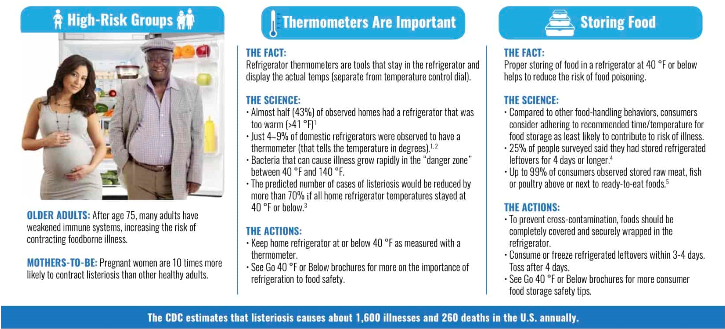 High-Risk Groups
OLDER ADULTS: After age 75, many adults have
weakened immune systems, increasing the risk of
contracting foodborne illness.
MOTHERS-TO-BE: Pregnant women are 10 times more
likely to contract listeriosis than other healthy adults.
Thermometers Are Important
THE FACT:
Refrigerator thermometers are tools that stay in the refrigerator and
display the actual temps (separate from temperature control dial).
THE SCIENCE:
• Almost half (43%) of observed homes had a refrigerator that was
too warm (>41 °F)¹
• Just 4–9% of domestic refrigerators were observed to have a
thermometer (that tells the temperature in degrees).¹,²
• Bacteria that can cause illness grow rapidly in the “danger zone”
between 40 °F and 140 °F.
• The predicted number of cases of listeriosis would be reduced by
more than 70% if all home refrigerator temperatures stayed at
40 °F or below.³
THE ACTIONS:
• Keep home refrigerator at or below 40 °F as measured with a
thermometer.
• See Go 40 °F or Below brochures for more on the importance of
refrigeration to food safety.
Storing Food
THE FACT:
Proper storing of food in a refrigerator at 40 °F or below
helps to reduce the risk of food poisoning.
THE SCIENCE:
• Compared to other food-handling behaviors, consumers
consider adhering to recommended time/temperature for
food storage as least likely to contribute to risk of illness.
• 25% of people surveyed said they had stored refrigerated
leftovers for 4 days or longer.⁴
• Up to 99% of consumers observed stored raw meat, fish
or poultry above or next to ready-to-eat foods.⁵
THE ACTIONS:
• To prevent cross-contamination, foods should be
completely covered and securely wrapped in the
refrigerator.
• Consume or freeze refrigerated leftovers within 3-4 days.
Toss after 4 days.
• See Go 40 °F or Below brochures for more consumer
food storage safety tips.
The CDC estimates that listeriosis causes about 1,600 illnesses and 260 deaths in the U.S. annually.